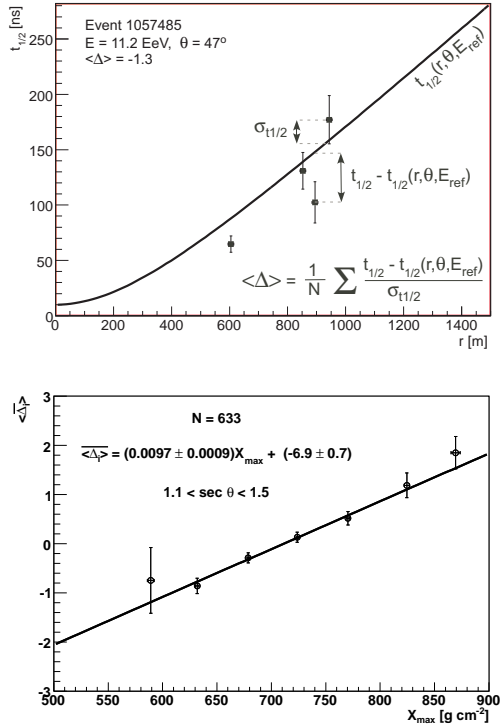 t1/2 [ns]
Event 1057485
E = 11.2 EeV, θ = 47º
<Δ> = -1.3
t1/2(r,θ,Eref)
σt1/2
t1/2 - t1/2(r,θ,Eref)
<Δ> = 1/N ∑ t1/2 - t1/2(r,θ,Eref) / σt1/2
250
200
150
100
50
0
0 200 400 600 800 1000 1200 1400
r [m]
<Δi>
N = 633
<Δi> = (0.0097 ± 0.0009)Xmax + (-6.9 ± 0.7)
1.1 < sec θ < 1.5
3
2
1
0
-1
-2
-3
500 550 600 650 700 750 800 850 900
Xmax [g cm-2]